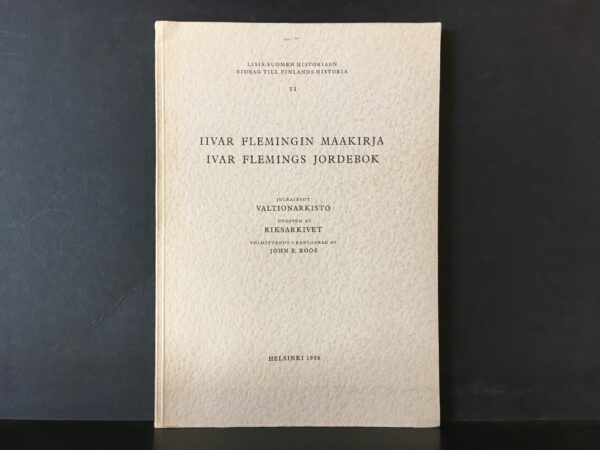 LISIÄ SUOMEN HISTORIAAN
BIDRAG TILL FINLANDS HISTORIA
VI
IIVAR FLEMINGIN MAAKIRJA
IVAR FLEMINGS JORDEBOK
JULKAISSUT
VALTIONARKISTO
UTGIVEN AV
RIKSARKIVET
TOIMITTANUT – REDIGERAD AV
JOHN E. ROOS
HELSINKI 1958